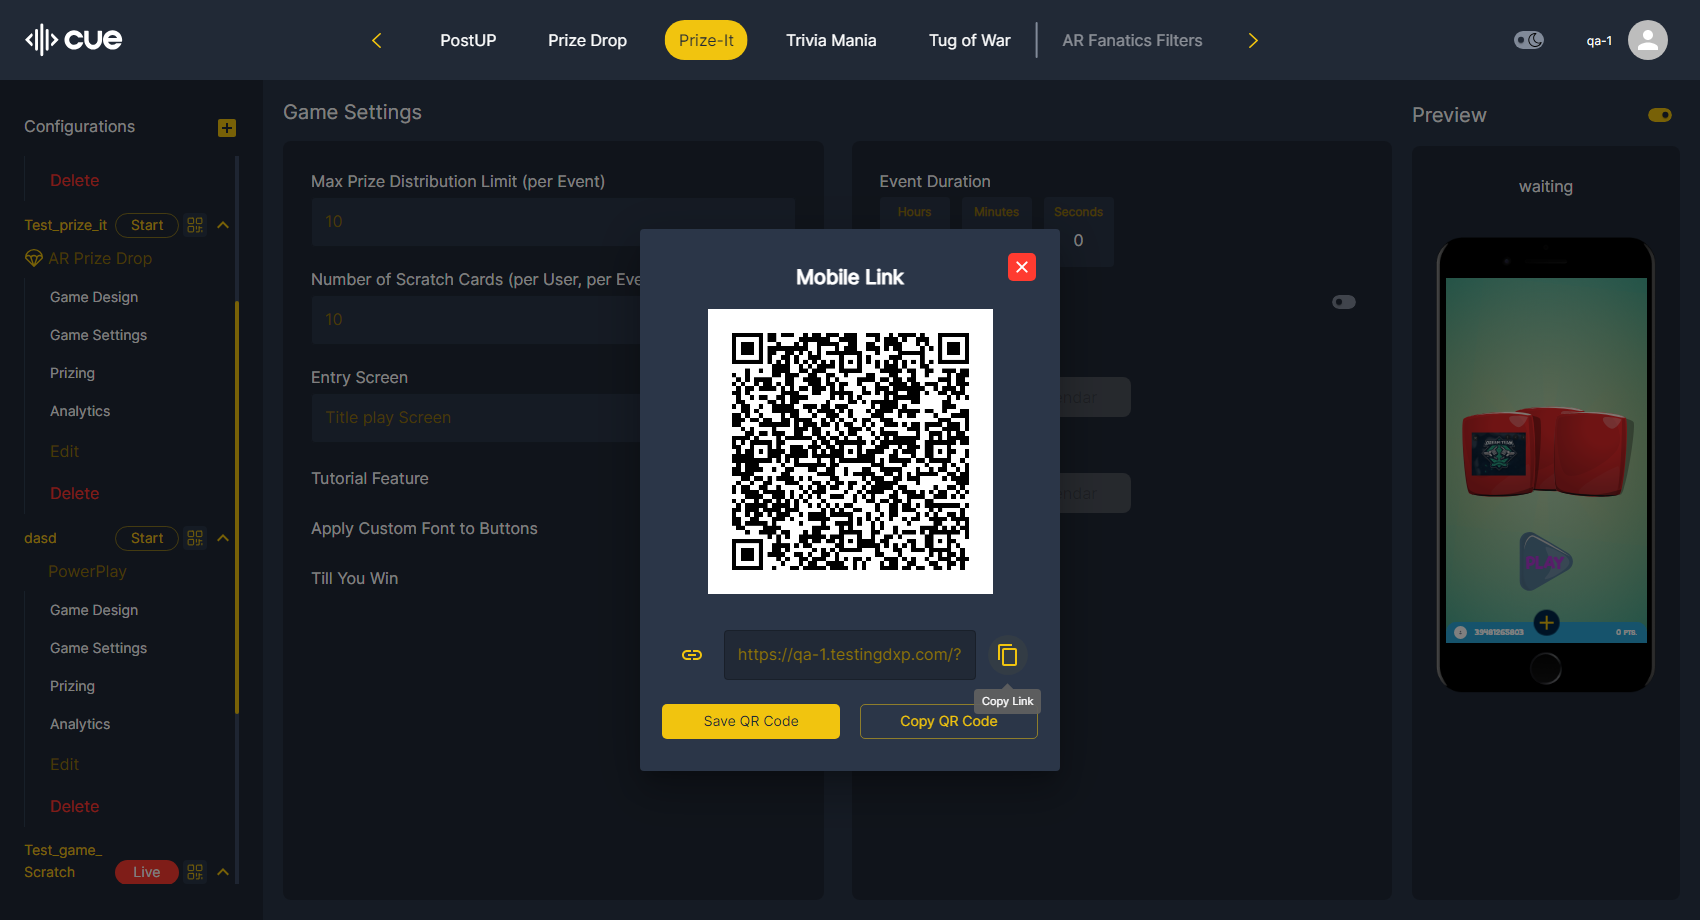 cue
PostUP
Prize Drop
Prize-It
Trivia Mania
Tug of War
AR Fanatics Filters
qa-1
Configurations
Delete
Test_prize_it
Start
AR Prize Drop
Game Design
Game Settings
Prizing
Analytics
Edit
Delete
dasd
Start
PowerPlay
Game Design
Game Settings
Prizing
Analytics
Edit
Delete
Test_game_
Scratch
Live
Game Settings
Max Prize Distribution Limit (per Event)
10
Number of Scratch Cards (per User, per Eve
10
Entry Screen
Title play Screen
Tutorial Feature
Apply Custom Font to Buttons
Till You Win
Event Duration
Hours
Minutes
Seconds
0
Mobile Link
https://qa-1.testingdxp.com/?
Copy Link
Save QR Code
Copy QR Code
Preview
waiting
PLAY
39481265803
0 PTS.